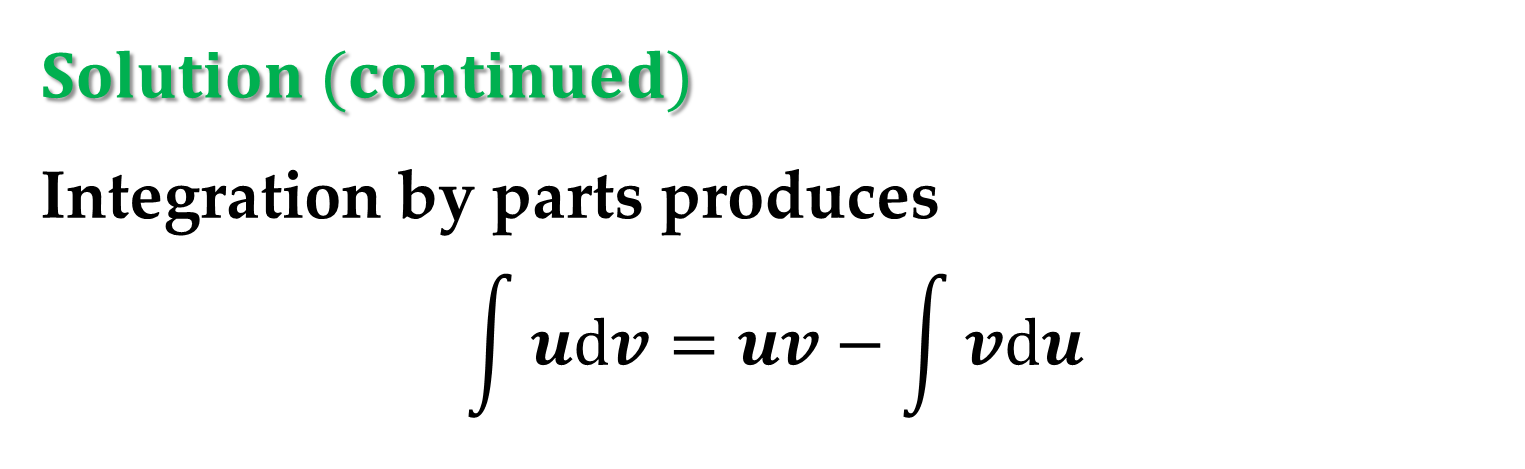 Solution (continued)
Integration by parts produces
∫ udv = uv − ∫ vdu